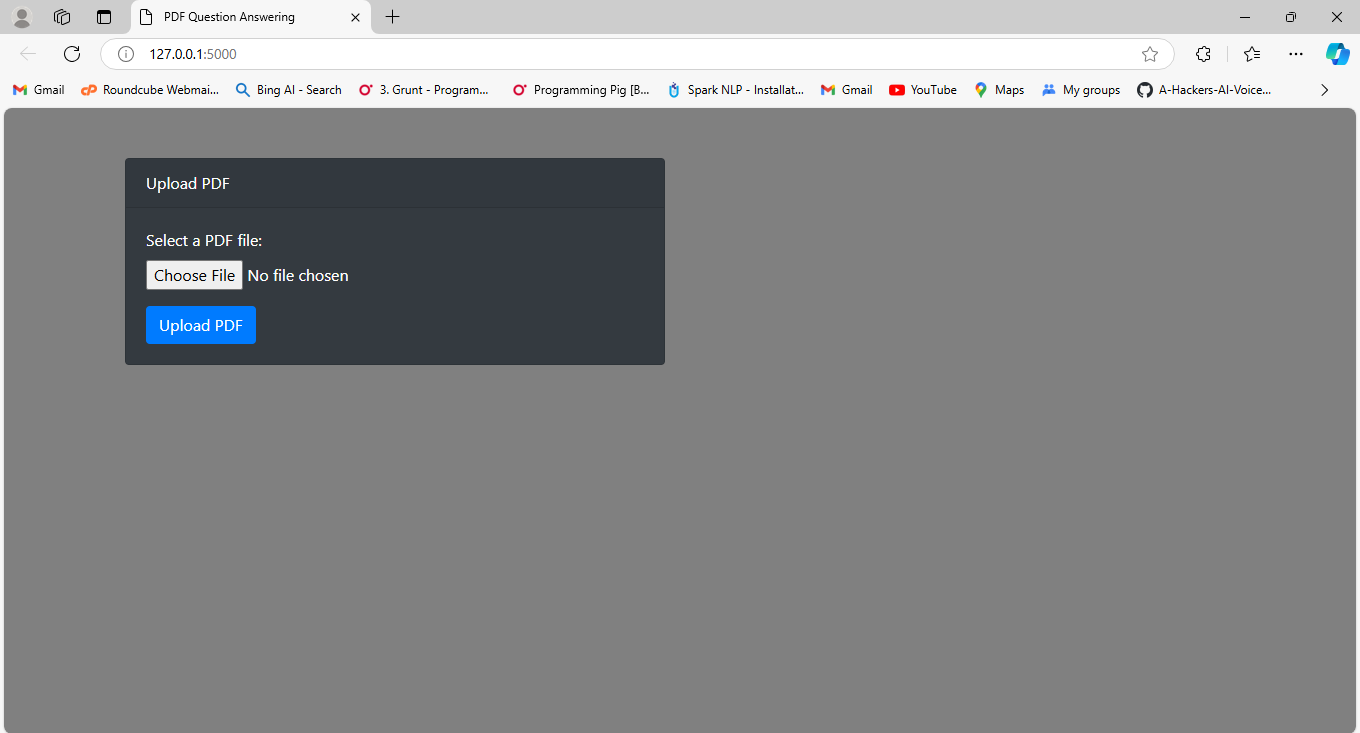 PDF Question Answering
127.0.0.1:5000
Gmail Roundcube Webmai... Bing AI - Search 3. Grunt - Program... Programming Pig [B... Spark NLP - Installat... Gmail YouTube Maps My groups A-Hackers-AI-Voice...
Upload PDF
Select a PDF file:
Choose File No file chosen
Upload PDF